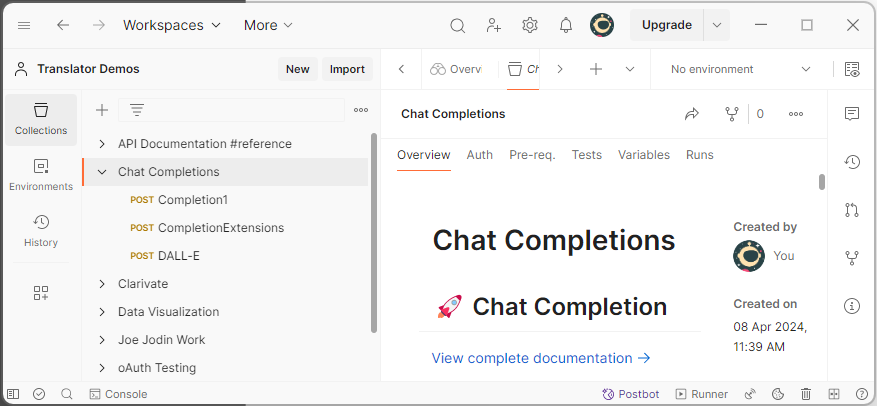 Workspaces More Upgrade
Translator Demos New Import Overv Ch No environment
Collections
Environments
History
API Documentation #reference
Chat Completions
POST Completion1
POST CompletionExtensions
POST DALL-E
Clarivate
Data Visualization
Joe Jodin Work
oAuth Testing
Chat Completions 0
Overview Auth Pre-req. Tests Variables Runs
Chat Completions
🚀 Chat Completion
View complete documentation →
Created by
You
Created on
08 Apr 2024,
11:39 AM
Console Postbot Runner